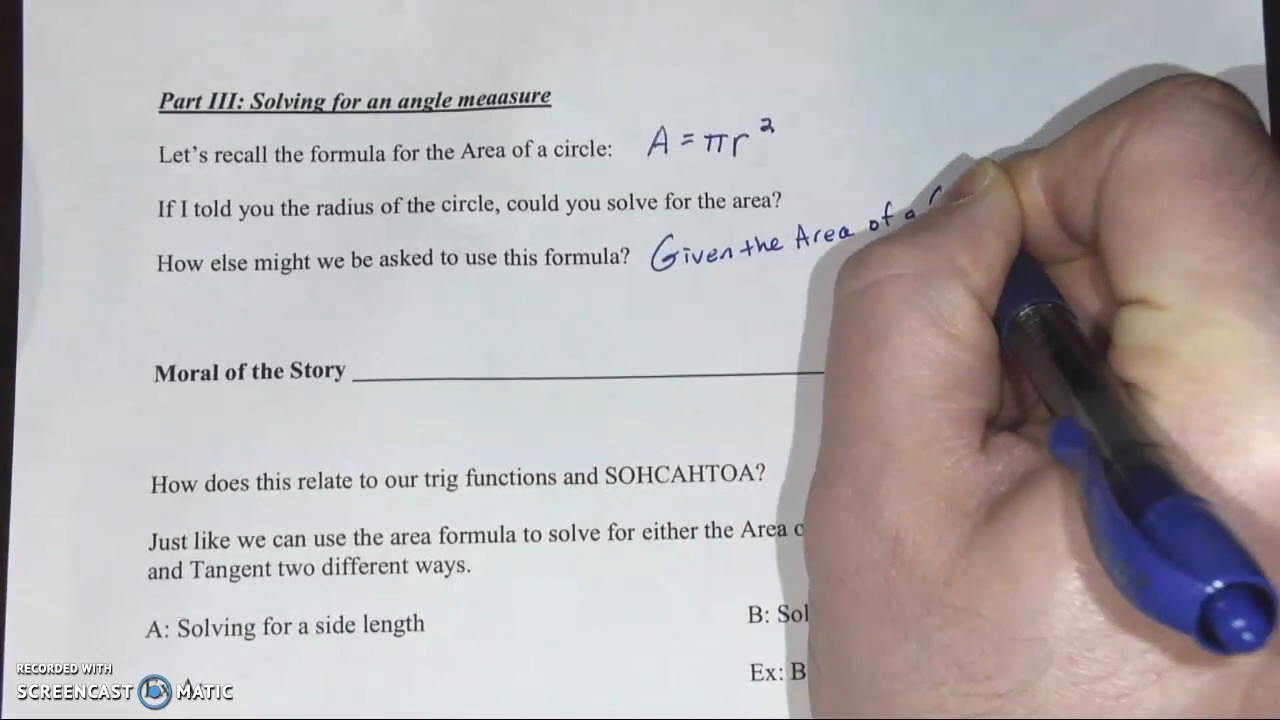 Part III: Solving for an angle meaasure
Let's recall the formula for the Area of a circle: A = πr²
If I told you the radius of the circle, could you solve for the area?
How else might we be asked to use this formula? Given the Area of a
Moral of the Story
How does this relate to our trig functions and SOHCAHTOA?
Just like we can use the area formula to solve for either the Area
and Tangent two different ways.
A: Solving for a side length B:
Ex: B
RECORDED WITH
SCREENCAST MATIC